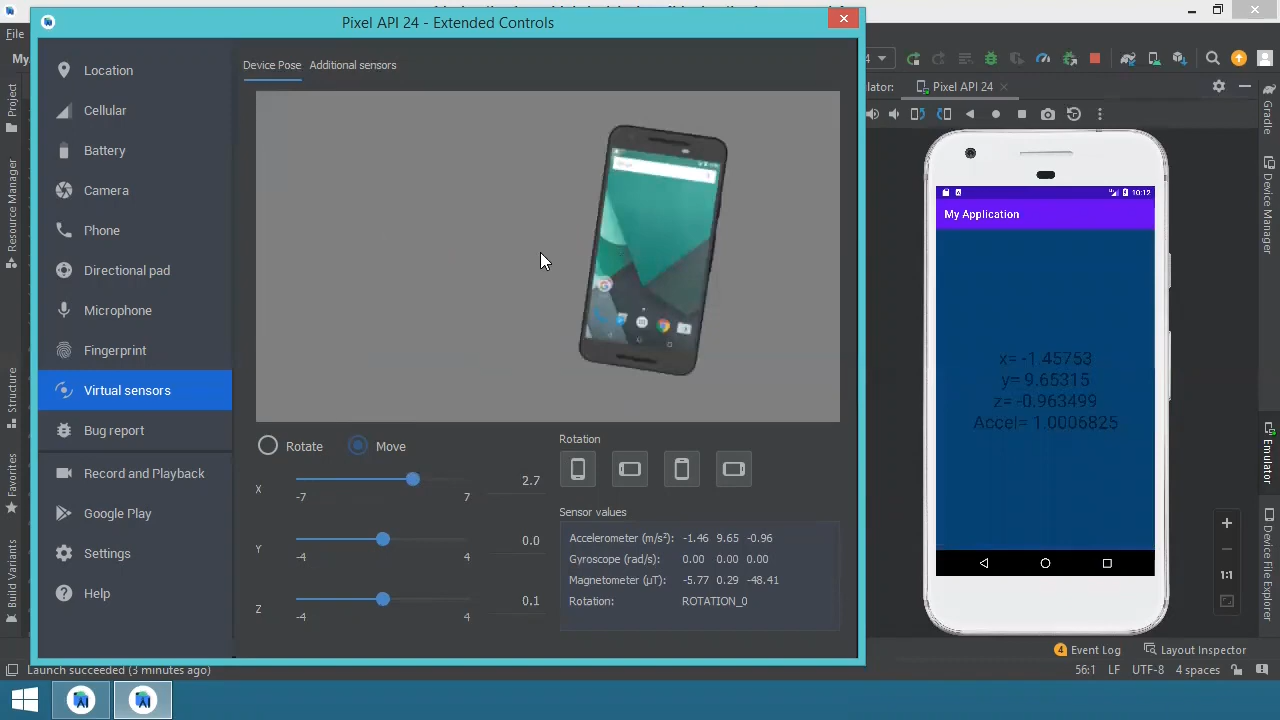 Pixel API 24 - Extended Controls
File
My
Project
Resource Manager
Structure
Favorites
Build Variants
Location
Cellular
Battery
Camera
Phone
Directional pad
Microphone
Fingerprint
Virtual sensors
Bug report
Record and Playback
Google Play
Settings
Help
Device Pose Additional sensors
Rotate Move
X
2.7
-7 7
Y
0.0
-4 4
Z
0.1
-4 4
Rotation
Sensor values
Accelerometer (m/s²): -1.46 9.65 -0.96
Gyroscope (rad/s): 0.00 0.00 0.00
Magnetometer (μT): -5.77 0.29 -48.41
Rotation: ROTATION_0
4
lator: Pixel API 24
10:12
My Application
x= -1.45753
y= 9.65315
z= -0.963499
Accel= 1.0006825
1:1
Gradle
Device Manager
Emulator
Device File Explorer
4 Event Log Layout Inspector
Launch succeeded (3 minutes ago)
56:1 LF UTF-8 4 spaces